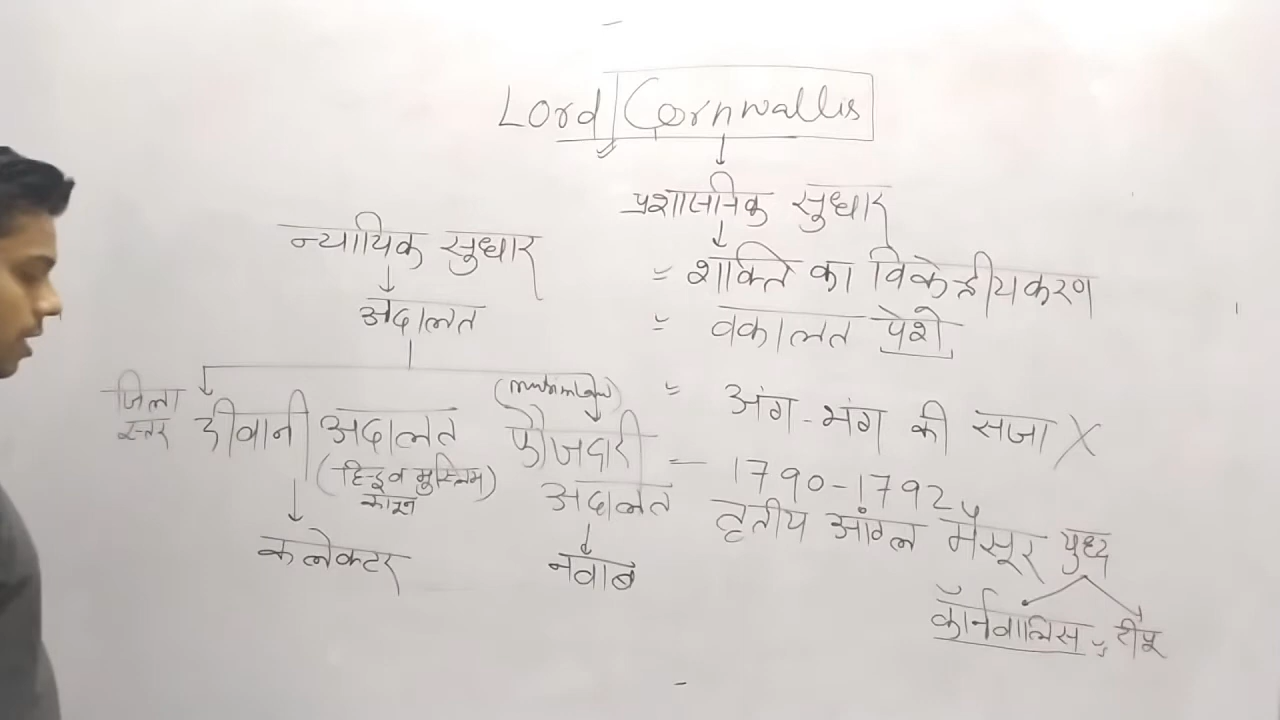 Lord Cornwallis
प्रशासनिक सुधार
= शक्ति का विकेन्द्रीयकरण
= वकालत पेशे
= अंग-भंग की सजा X
- 1790-1792
तृतीय आंग्ल मैसूर युध्द
कॉर्नवालिस टीपू
न्यायिक सुधार
अदालत
जिला स्तर
दीवानी अदालत
(हिन्दू व मुस्लिम कानून)
कलेक्टर
फौजदारी
अदालत
नवाब